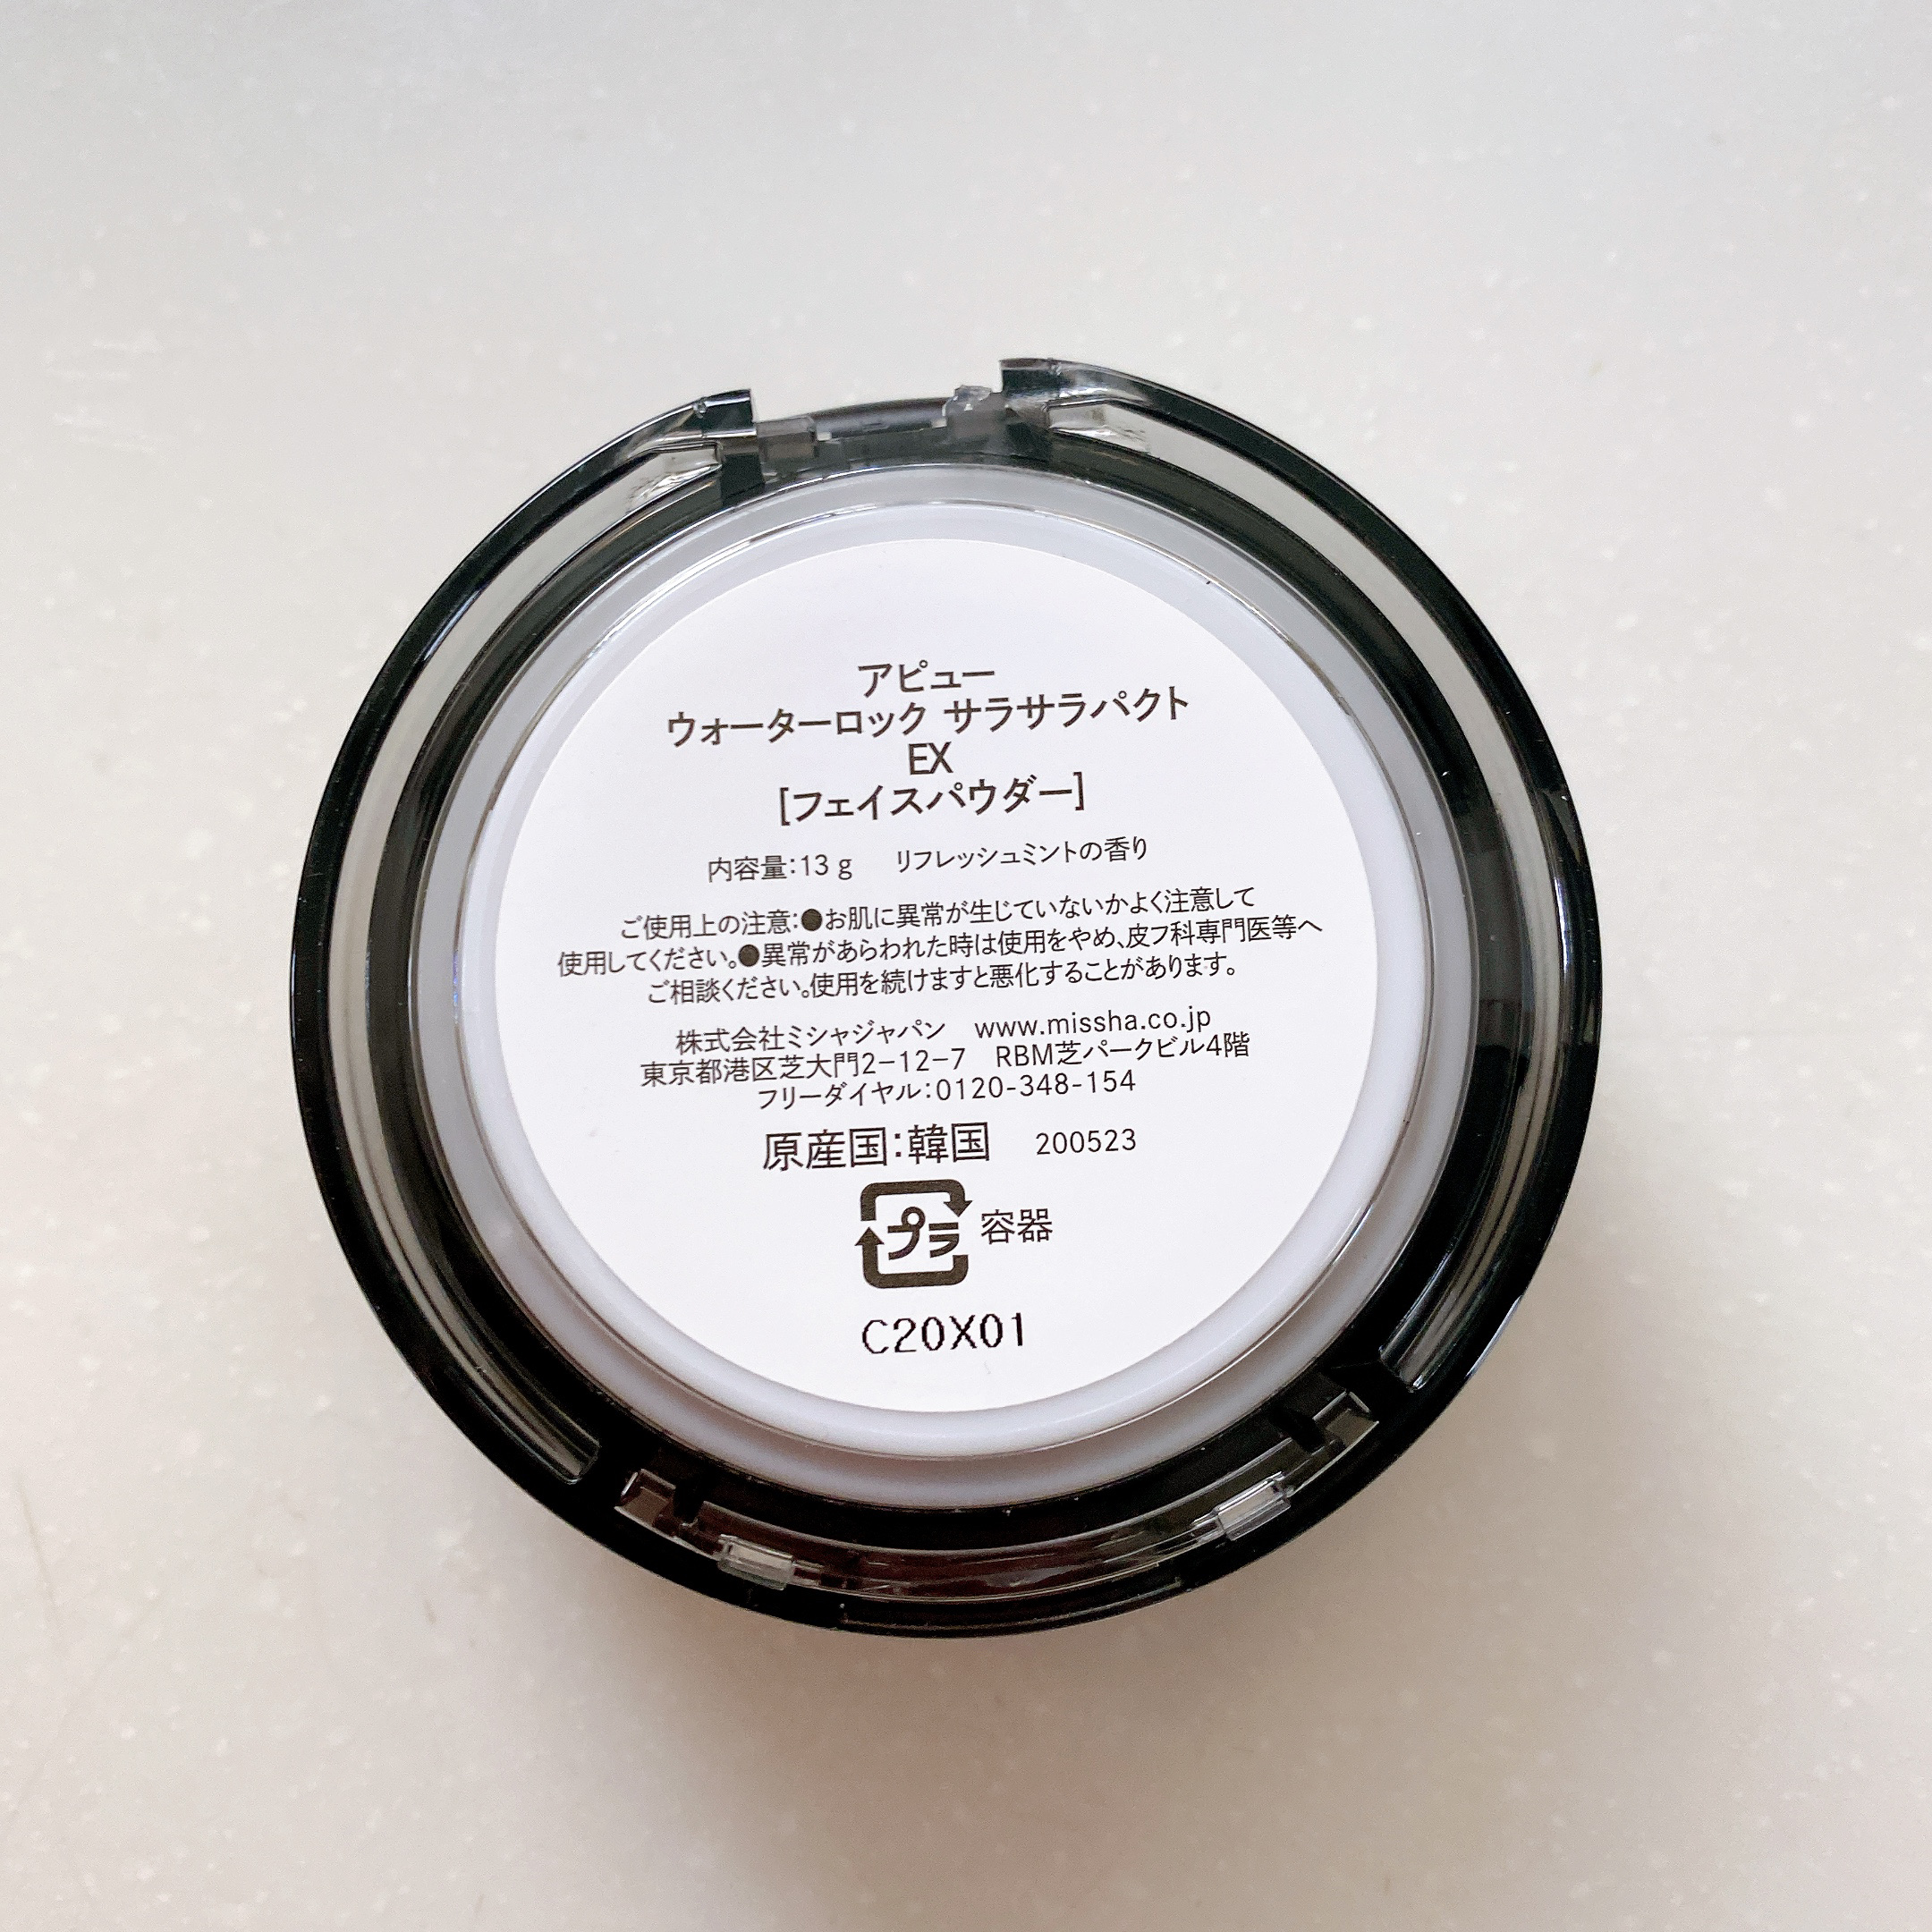 アピュー
ウォーターロック サラサラパクト
EX
[フェイスパウダー]
内容量:13 g　リフレッシュミントの香り
ご使用上の注意:●お肌に異常が生じていないかよく注意して
使用してください。●異常があらわれた時は使用をやめ、皮フ科専門医等へ
ご相談ください。使用を続けますと悪化することがあります。
株式会社ミシャジャパン　www.missha.co.jp
東京都港区芝大門2−12−7　RBM芝パークビル4階
フリーダイヤル:0120-348-154
原産国:韓国　200523
プラ 容器
C20X01